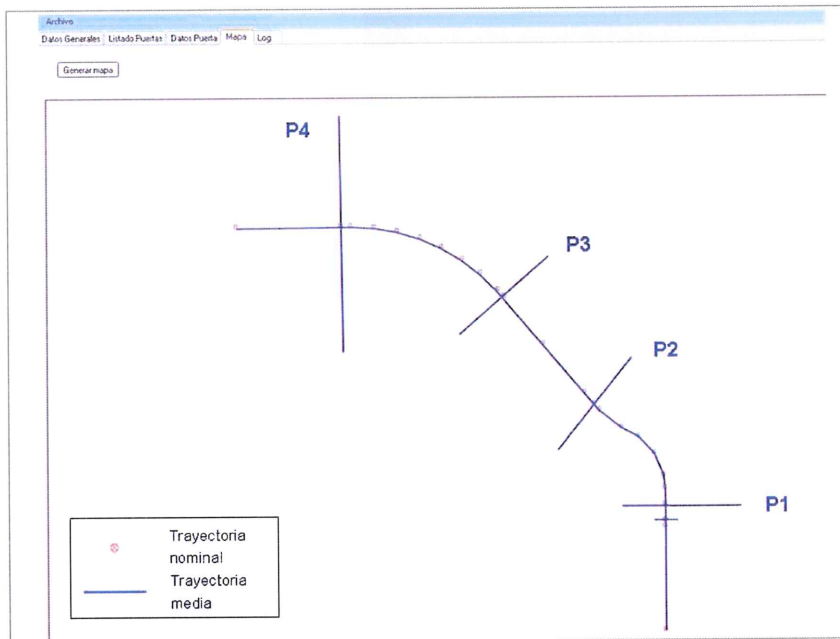 Archivo
Datos Generales Listado Puertas Datos Puerta Mapa Log
Generar mapa
P4
P3
P2
P1
Trayectoria
nominal
Trayectoria
media